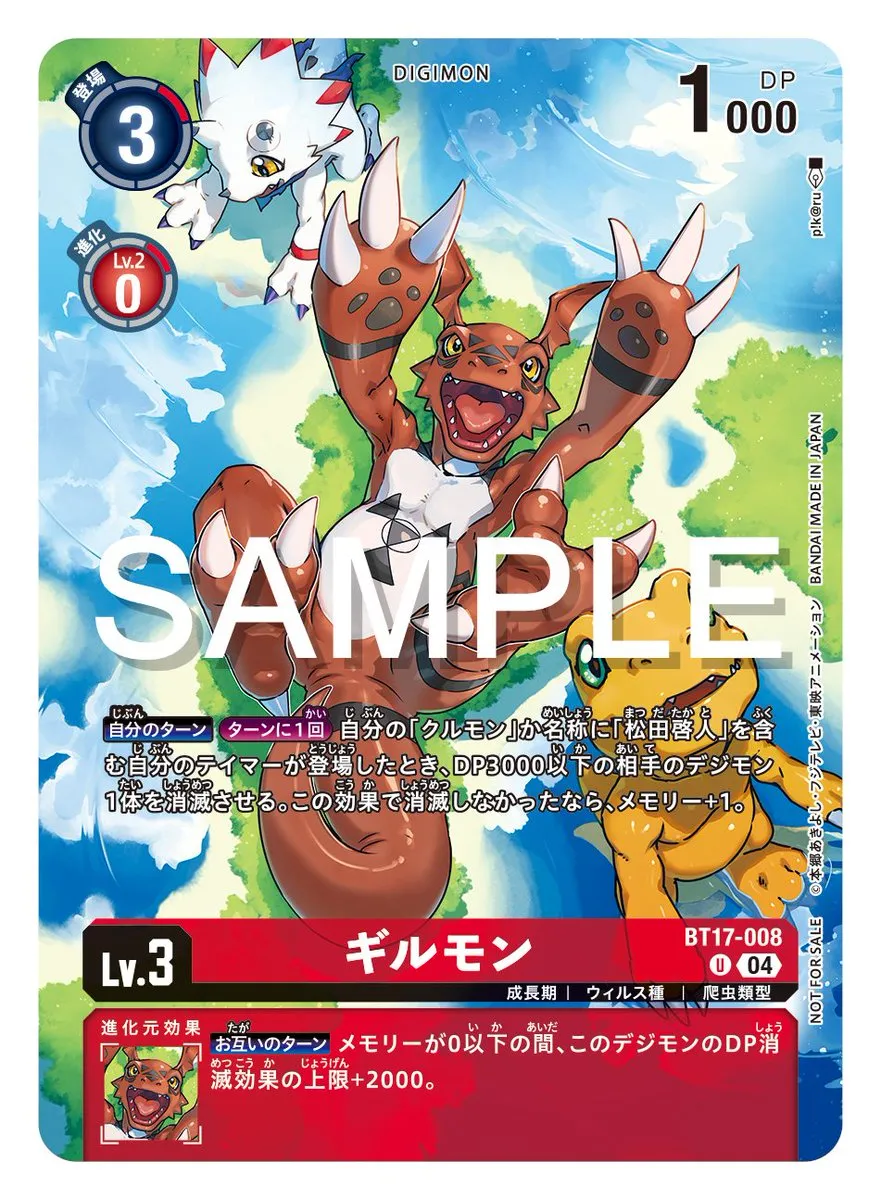 登場
3
DIGIMON
1000
DP
進化
Lv.2
0
p!k@ru
SAMPLE
自分のターン ターンに1回 自分の「クルモン」か名称に「松田啓人」を含
む自分のテイマーが登場したとき、DP3000以下の相手のデジモン
1体を消滅させる。この効果で消滅しなかったなら、メモリー+1。
©本郷あきよし・フジテレビ・東映アニメーション BANDAI MADE IN JAPAN
NOT FOR SALE
Lv.3
ギルモン
BT17-008
U 04
成長期 | ウィルス種 | 爬虫類型
進化元効果
お互いのターン メモリーが0以下の間、このデジモンのDP消
滅効果の上限+2000。